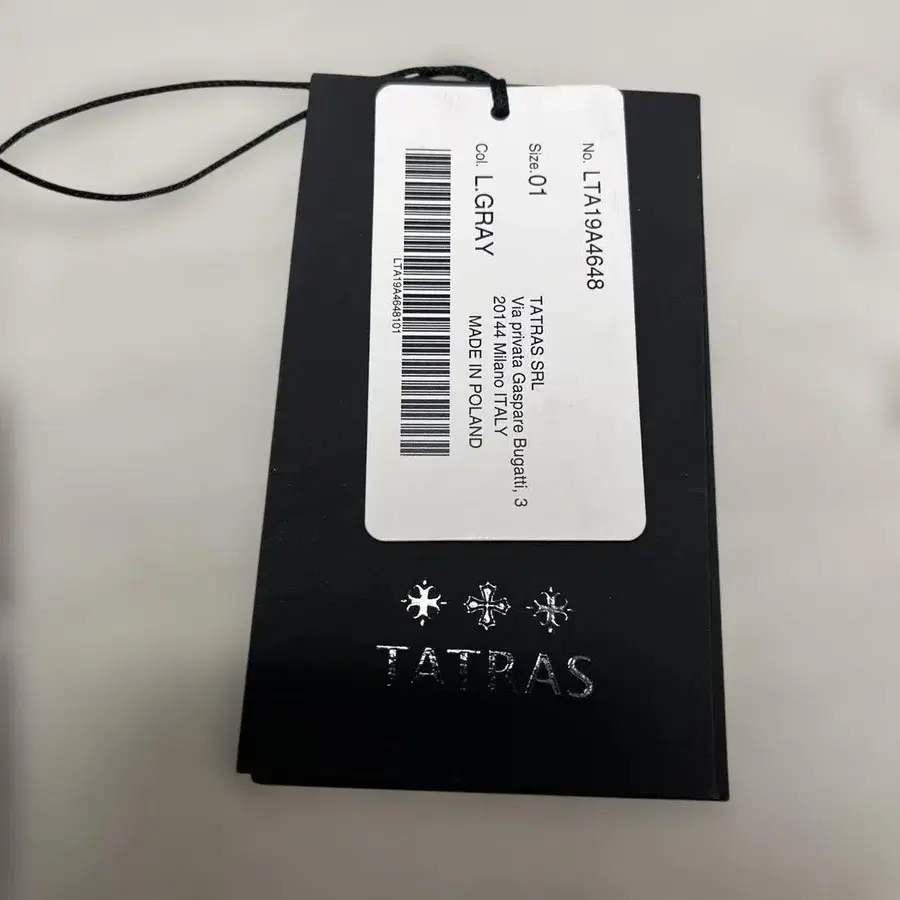 No. LTA19A4648
Size.01
TATRAS SRL
Via privata Gaspare Bugatti, 3
20144 Milano ITALY
Col. L.GRAY
MADE IN POLAND
LTA19A4648101
TATRAS